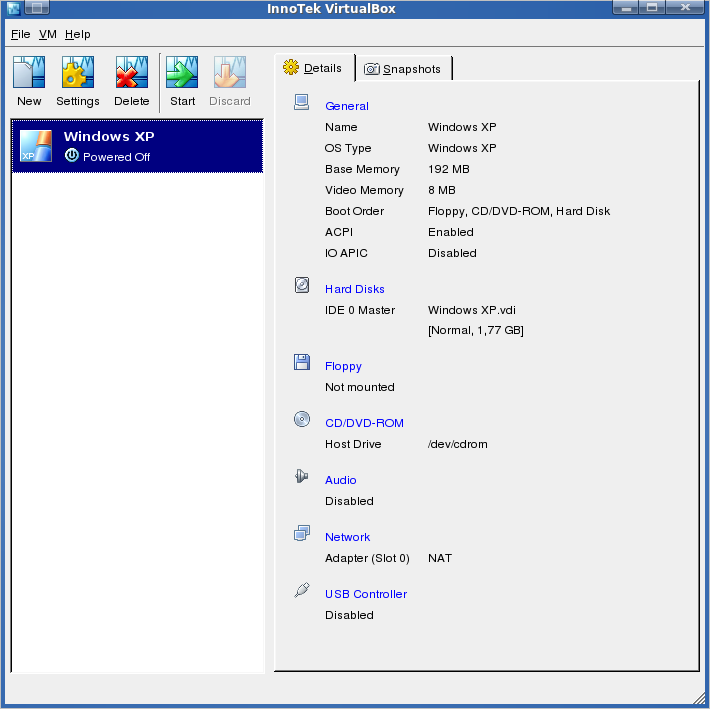 InnoTek VirtualBox
File VM Help
New Settings Delete Start Discard
Details Snapshots
Windows XP
XP Powered Off
General
Name Windows XP
OS Type Windows XP
Base Memory 192 MB
Video Memory 8 MB
Boot Order Floppy, CD/DVD-ROM, Hard Disk
ACPI Enabled
IO APIC Disabled
Hard Disks
IDE 0 Master Windows XP.vdi
[Normal, 1,77 GB]
Floppy
Not mounted
CD/DVD-ROM
Host Drive /dev/cdrom
Audio
Disabled
Network
Adapter (Slot 0) NAT
USB Controller
Disabled